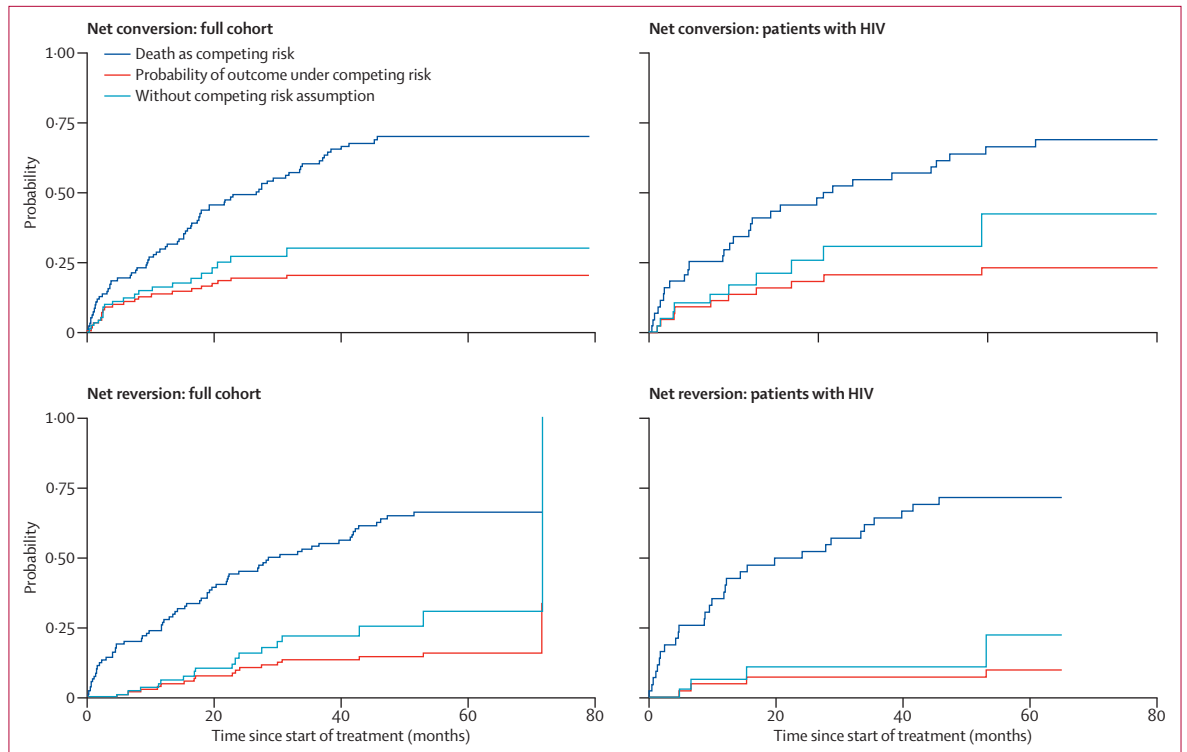 Net conversion: full cohort
Death as competing risk
Probability of outcome under competing risk
Without competing risk assumption
1·00
0·75
0·50
0·25
0
Probability
Net conversion: patients with HIV
80
Net reversion: full cohort
1·00
0·75
0·50
0·25
0
Probability
0
20
40
60
80
Time since start of treatment (months)
Net reversion: patients with HIV
0
20
40
60
80
Time since start of treatment (months)